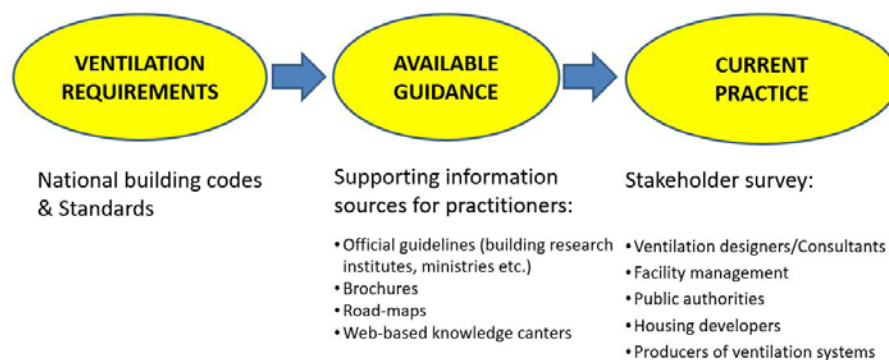 VENTILATION
REQUIREMENTS
AVAILABLE
GUIDANCE
CURRENT
PRACTICE
National building codes
& Standards
Supporting information
sources for practitioners:
• Official guidelines (building research
institutes, ministries etc.)
• Brochures
• Road-maps
• Web-based knowledge canters
Stakeholder survey:
• Ventilation designers/Consultants
• Facility management
• Public authorities
• Housing developers
• Producers of ventilation systems